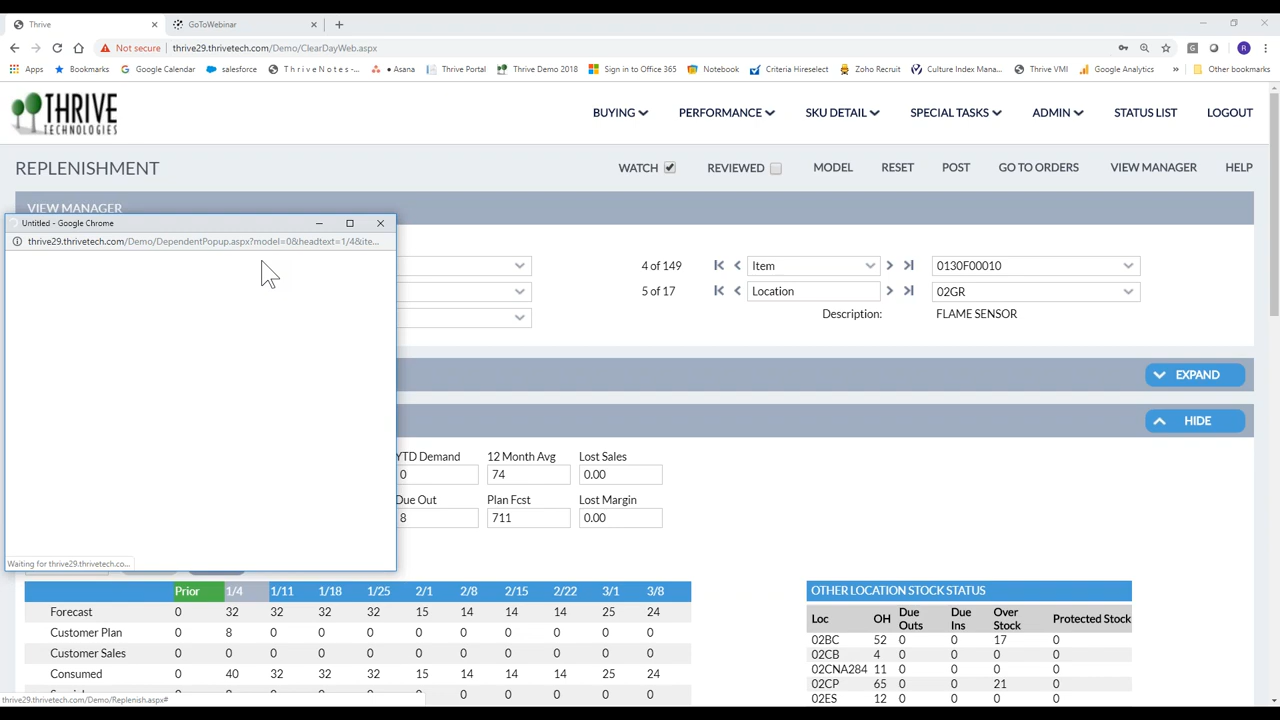 Thrive
GoToWebinar
Not secure
thrive29.thrivetech.com/Demo/ClearDayWeb.aspx
R
Apps
Bookmarks
Google Calendar
salesforce
T h r i v e N o t e s -...
Asana
Thrive Portal
Thrive Demo 2018
Sign in to Office 365
Notebook
Criteria Hireselect
Zoho Recruit
Culture Index Mana...
Thrive VMI
Google Analytics
Other bookmarks
THRIVE
TECHNOLOGIES
BUYING
PERFORMANCE
SKU DETAIL
SPECIAL TASKS
ADMIN
STATUS LIST
LOGOUT
REPLENISHMENT
WATCH
REVIEWED
MODEL
RESET
POST
GO TO ORDERS
VIEW MANAGER
HELP
VIEW MANAGER
Untitled - Google Chrome
thrive29.thrivetech.com/Demo/DependentPopup.aspx?model=0&headtext=1/4&ite...
Waiting for thrive29.thrivetech.co...
4 of 149
Item
0130F00010
5 of 17
Location
02GR
Description:
FLAME SENSOR
EXPAND
HIDE
YTD Demand 12 Month Avg Lost Sales
0 74 0.00
Due Out Plan Fcst Lost Margin
8 711 0.00
Prior 1/4 1/11 1/18 1/25 2/1 2/8 2/15 2/22 3/1 3/8
Forecast 0 32 32 32 32 15 14 14 14 25 24
Customer Plan 0 8 0 0 0 0 0 0 0 0 0
Customer Sales 0 0 0 0 0 0 0 0 0 0 0
Consumed 0 40 32 32 32 15 14 14 14 25 24
OTHER LOCATION STOCK STATUS
Loc OH Due Outs Due Ins Over Stock Protected Stock
02BC 52 0 0 17 0
02CB 4 0 0 0 0
02CNA284 11 0 0 0 0
02CP 65 0 0 21 0
02ES 12 0 0 0 0
thrive29.thrivetech.com/Demo/Replenish.aspx#